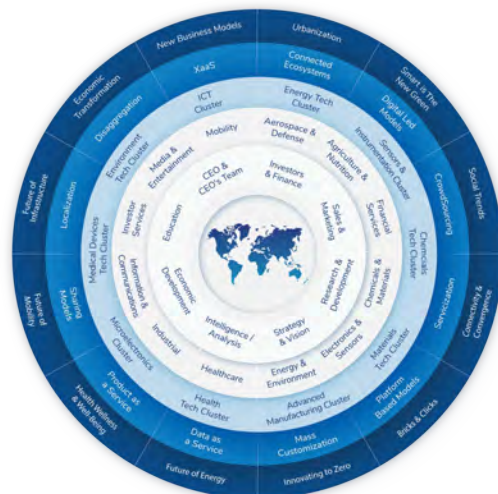 New Business Models
Urbanization
Smart is The
New Green
Social Trends
Connectivity &
Convergence
Bricks & Clicks
Innovating to Zero
Future of Energy
Health Wellness
& Well Being
Future of
Mobility
Future of
Infrastructure
Economic
Transformation
XaaS
Connected
Ecosystems
Digital Led
Models
CrowdSourcing
Servicization
Platform
Based Models
Mass
Customization
Data as
a Service
Product as
a Service
Sharing
Models
Localization
Disaggregation
ICT
Cluster
Energy Tech
Cluster
Sensors &
Instrumentation Cluster
Chemcials
Tech Cluster
Materials
Tech Cluster
Advanced
Manufacturing Cluster
Health
Tech Cluster
Microelectronics
Cluster
Medical Devices
Tech Cluster
Environment
Tech Cluster
Mobility
Aerospace &
Defense
Agriculture &
Nutrition
Financial
Services
Chemicals &
Materials
Electronics &
Sensors
Energy &
Environment
Healthcare
Industrial
Information &
Communications
Investor
Services
Media &
Entertainment
CEO &
CEO's Team
Investors
& Finance
Sales &
Marketing
Research &
Development
Strategy
& Vision
Intelligence /
Analysis
Economic
Development
Education